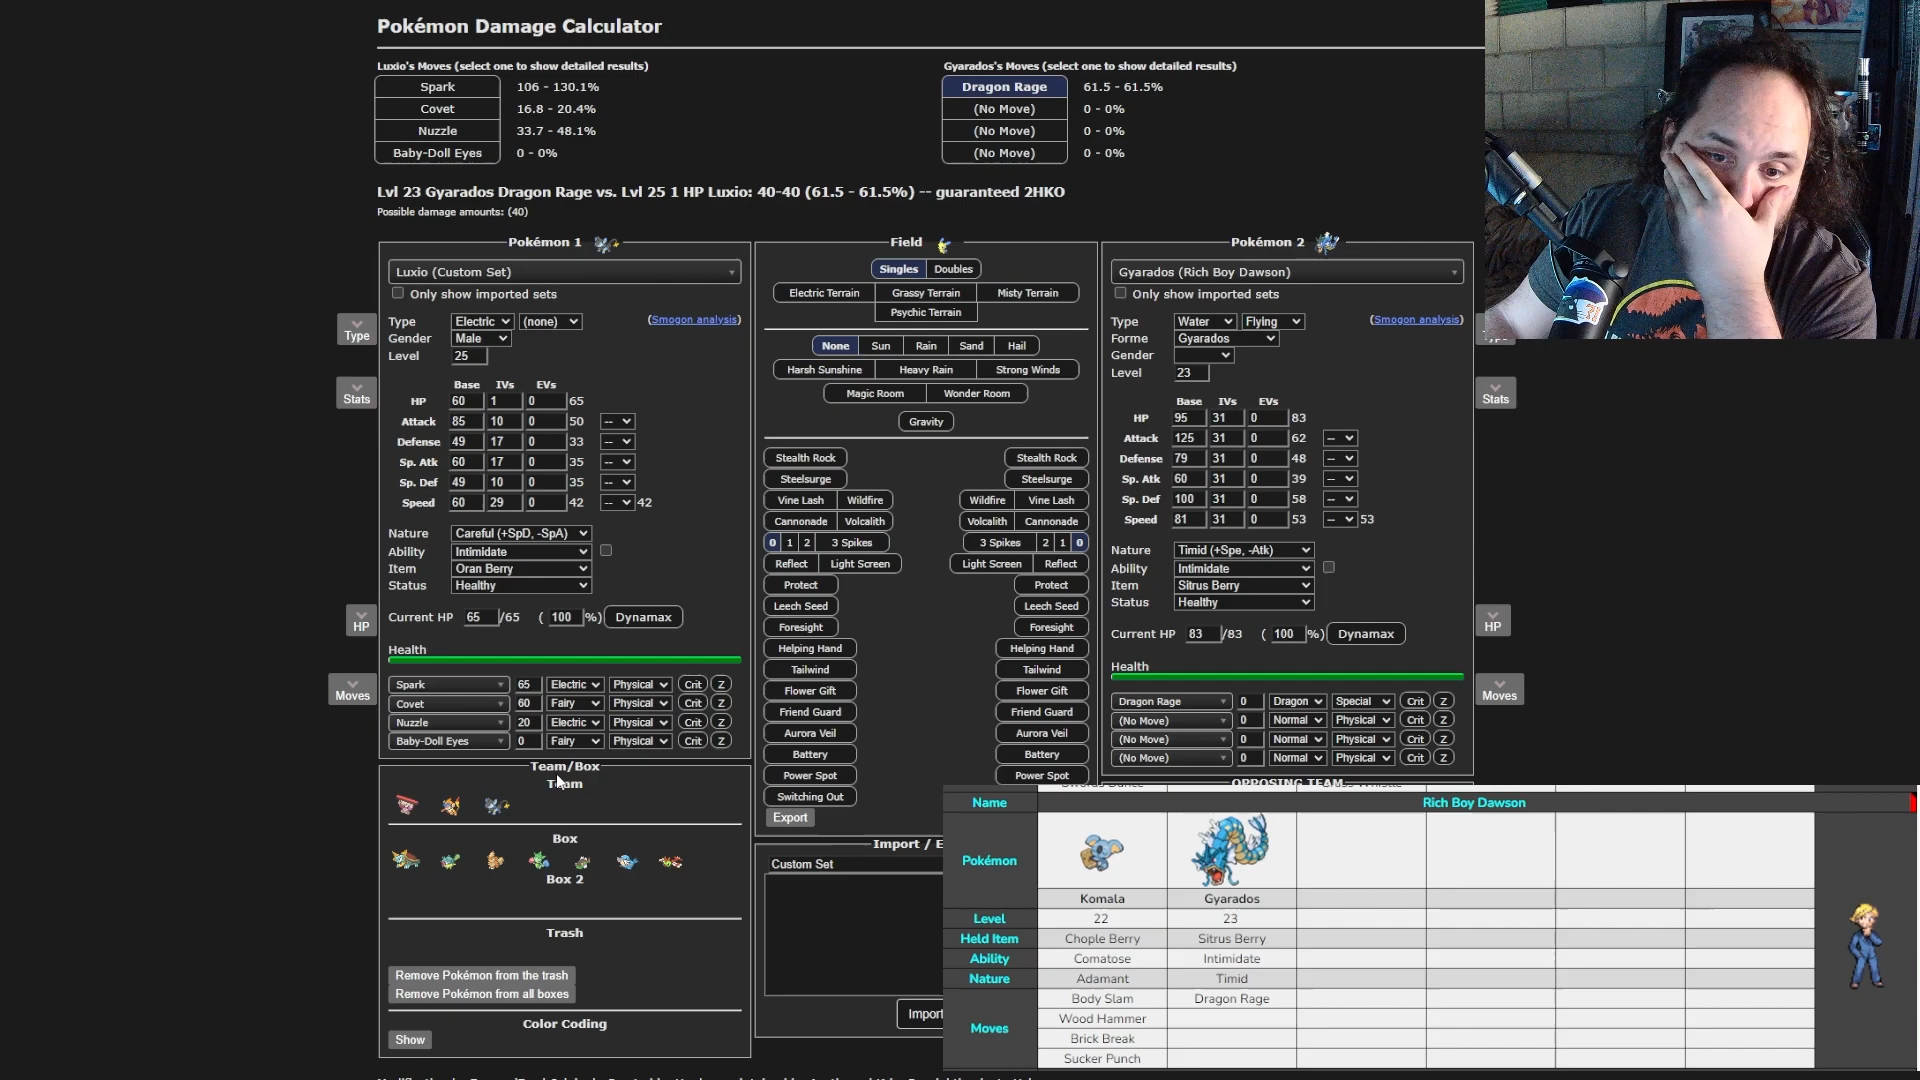 Pokémon Damage Calculator
Luxio's Moves (select one to show detailed results)
Spark 106 - 130.1%
Covet 16.8 - 20.4%
Nuzzle 33.7 - 48.1%
Baby-Doll Eyes 0 - 0%
Gyarados's Moves (select one to show detailed results)
Dragon Rage 61.5 - 61.5%
(No Move) 0 - 0%
(No Move) 0 - 0%
(No Move) 0 - 0%
Lvl 23 Gyarados Dragon Rage vs. Lvl 25 1 HP Luxio: 40-40 (61.5 - 61.5%) -- guaranteed 2HKO
Possible damage amounts: (40)
Type
Stats
HP
Moves
Pokémon 1
Luxio (Custom Set)
Only show imported sets
Type Electric (none) (Smogon analysis)
Gender Male
Level 25
Base IVs EVs
HP 60 1 0 65
Attack 85 10 0 50 --
Defense 49 17 0 33 --
Sp. Atk 60 17 0 35 --
Sp. Def 49 10 0 35 --
Speed 60 29 0 42 -- 42
Nature Careful (+SpD, -SpA)
Ability Intimidate
Item Oran Berry
Status Healthy
Current HP 65 /65 ( 100 %) Dynamax
Health
Spark 65 Electric Physical Crit Z
Covet 60 Fairy Physical Crit Z
Nuzzle 20 Electric Physical Crit Z
Baby-Doll Eyes 0 Fairy Physical Crit Z
Team/Box
Team
Box
Box 2
Trash
Remove Pokémon from the trash
Remove Pokémon from all boxes
Color Coding
Show
Field
Singles Doubles
Electric Terrain Grassy Terrain Misty Terrain
Psychic Terrain
None Sun Rain Sand Hail
Harsh Sunshine Heavy Rain Strong Winds
Magic Room Wonder Room
Gravity
Stealth Rock Stealth Rock
Steelsurge Steelsurge
Vine Lash Wildfire Wildfire Vine Lash
Cannonade Volcalith Volcalith Cannonade
0 1 2 3 Spikes 3 Spikes 2 1 0
Reflect Light Screen Light Screen Reflect
Protect Protect
Leech Seed Leech Seed
Foresight Foresight
Helping Hand Helping Hand
Tailwind Tailwind
Flower Gift Flower Gift
Friend Guard Friend Guard
Aurora Veil Aurora Veil
Battery Battery
Power Spot Power Spot
Switching Out
Export
Import / E
Custom Set
Import
Pokémon 2
Gyarados (Rich Boy Dawson)
Only show imported sets
Type Water Flying (Smogon analysis)
Forme Gyarados
Gender
Level 23
Base IVs EVs
HP 95 31 0 83
Attack 125 31 0 62 --
Defense 79 31 0 48 --
Sp. Atk 60 31 0 39 --
Sp. Def 100 31 0 58 --
Speed 81 31 0 53 -- 53
Nature Timid (+Spe, -Atk)
Ability Intimidate
Item Sitrus Berry
Status Healthy
Current HP 83 /83 ( 100 %) Dynamax
Health
Dragon Rage 0 Dragon Special Crit Z
(No Move) 0 Normal Physical Crit Z
(No Move) 0 Normal Physical Crit Z
(No Move) 0 Normal Physical Crit Z
Stats
HP
Moves
OPPOSING TEAM
Name Rich Boy Dawson
Pokémon
Komala Gyarados
Level 22 23
Held Item Chople Berry Sitrus Berry
Ability Comatose Intimidate
Nature Adamant Timid
Moves
Body Slam Dragon Rage
Wood Hammer
Brick Break
Sucker Punch